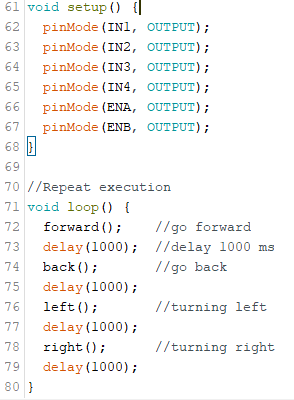 61 void setup() {
62   pinMode(IN1, OUTPUT);
63   pinMode(IN2, OUTPUT);
64   pinMode(IN3, OUTPUT);
65   pinMode(IN4, OUTPUT);
66   pinMode(ENA, OUTPUT);
67   pinMode(ENB, OUTPUT);
68 }
69
70 //Repeat execution
71 void loop() {
72   forward();    //go forward
73   delay(1000);  //delay 1000 ms
74   back();       //go back
75   delay(1000);
76   left();       //turning left
77   delay(1000);
78   right();      //turning right
79   delay(1000);
80 }